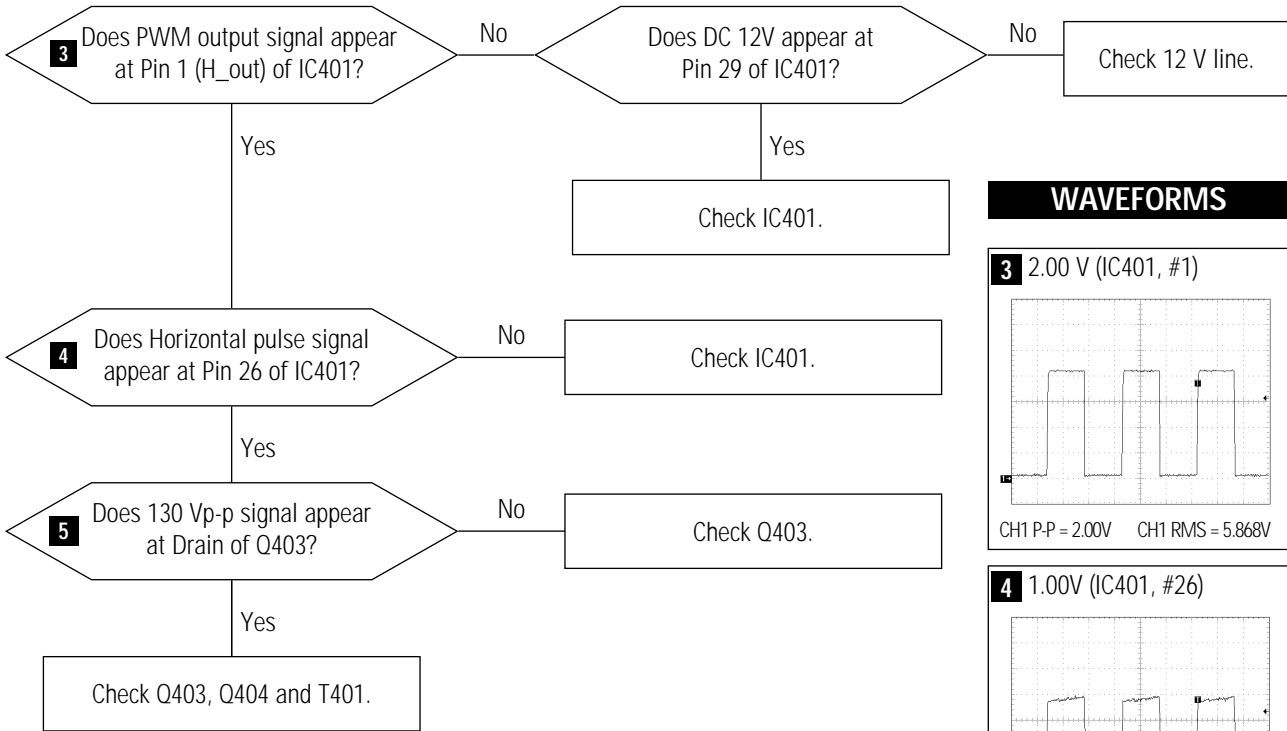 3 Does PWM output signal appear
at Pin 1 (H_out) of IC401?
No
Does DC 12V appear at
Pin 29 of IC401?
No
Check 12 V line.
Yes
Yes
Check IC401.
4 Does Horizontal pulse signal
appear at Pin 26 of IC401?
No
Check IC401.
Yes
5 Does 130 Vp-p signal appear
at Drain of Q403?
No
Check Q403.
Yes
Check Q403, Q404 and T401.
WAVEFORMS
3 2.00 V (IC401, #1)
CH1 P-P = 2.00V CH1 RMS = 5.868V
4 1.00V (IC401, #26)